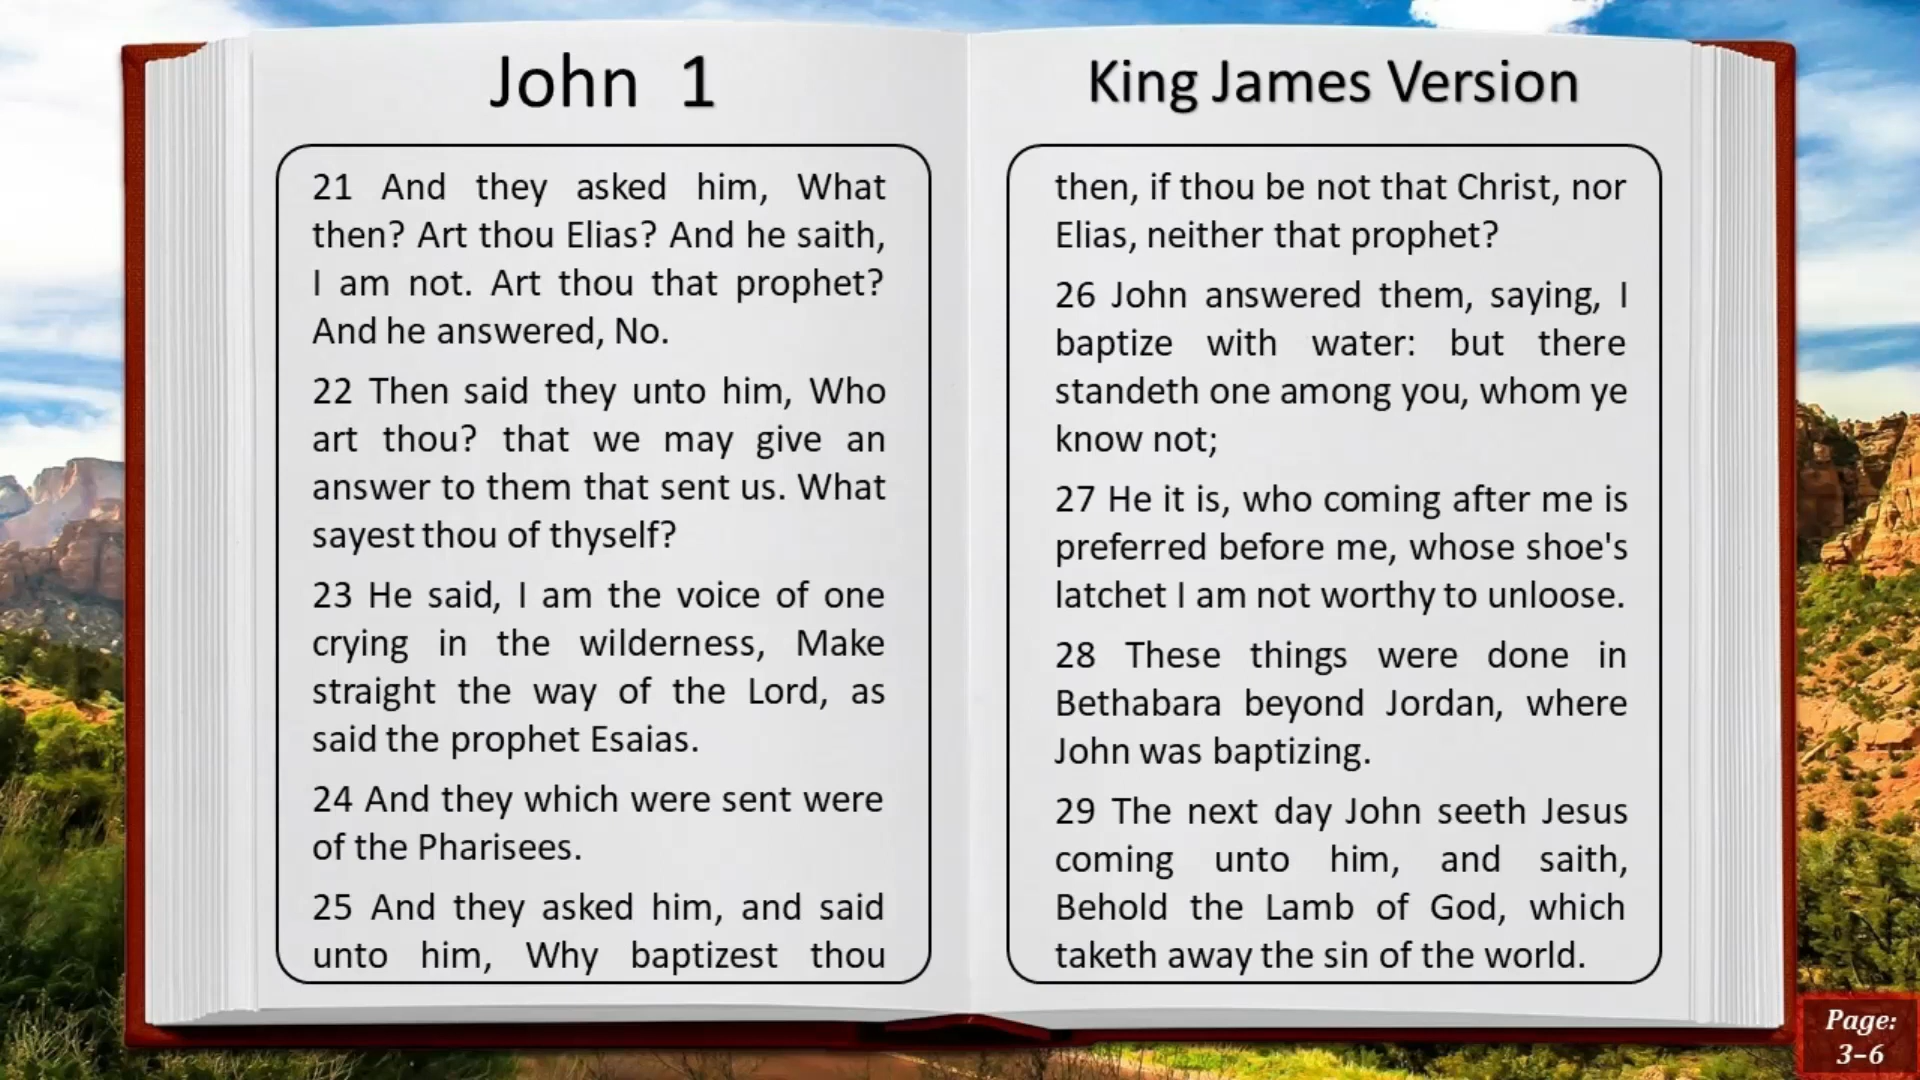 John 1
21 And they asked him, What
then? Art thou Elias? And he saith,
I am not. Art thou that prophet?
And he answered, No.
22 Then said they unto him, Who
art thou? that we may give an
answer to them that sent us. What
sayest thou of thyself?
23 He said, I am the voice of one
crying in the wilderness, Make
straight the way of the Lord, as
said the prophet Esaias.
24 And they which were sent were
of the Pharisees.
25 And they asked him, and said
unto him, Why baptizest thou
King James Version
then, if thou be not that Christ, nor
Elias, neither that prophet?
26 John answered them, saying, I
baptize with water: but there
standeth one among you, whom ye
know not;
27 He it is, who coming after me is
preferred before me, whose shoe's
latchet I am not worthy to unloose.
28 These things were done in
Bethabara beyond Jordan, where
John was baptizing.
29 The next day John seeth Jesus
coming unto him, and saith,
Behold the Lamb of God, which
taketh away the sin of the world.
Page:
3–6